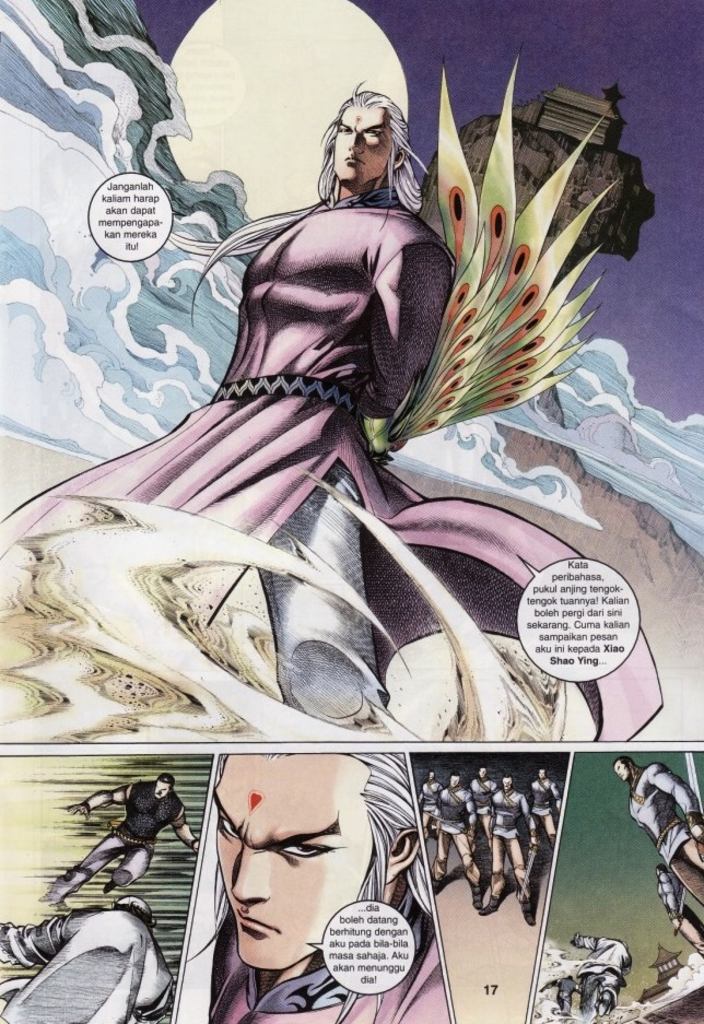 Janganlah
kaliam harap
akan dapat
mempengapa-
kan mereka
itu!
Kata
peribahasa,
pukul anjing tengok-
tengok tuannya! Kalian
boleh pergi dari sini
sekarang. Cuma kalian
sampaikan pesan
aku ini kepada Xiao
Shao Ying...
...dia
boleh datang
berhitung dengan
aku pada bila-bila
masa sahaja. Aku
akan menunggu
dia!
17